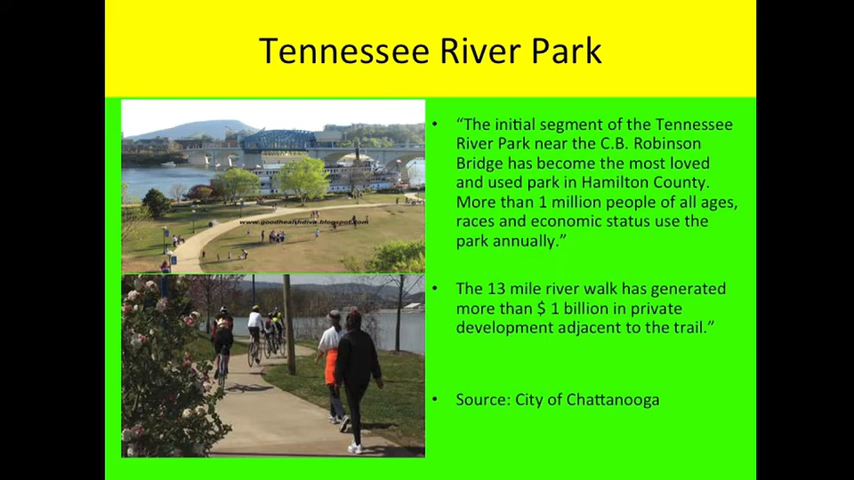 Tennessee River Park
• “The initial segment of the Tennessee
River Park near the C.B. Robinson
Bridge has become the most loved
and used park in Hamilton County.
More than 1 million people of all ages,
races and economic status use the
park annually.”
• The 13 mile river walk has generated
more than $ 1 billion in private
development adjacent to the trail.”
• Source: City of Chattanooga
www.goodhealthdiva.blogspot.com